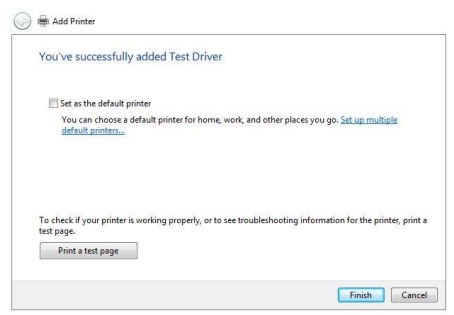 Add Printer
You've successfully added Test Driver
Set as the default printer
You can choose a default printer for home, work, and other places you go. Set up multiple
default printers...
To check if your printer is working properly, or to see troubleshooting information for the printer, print a
test page.
Print a test page
Finish Cancel